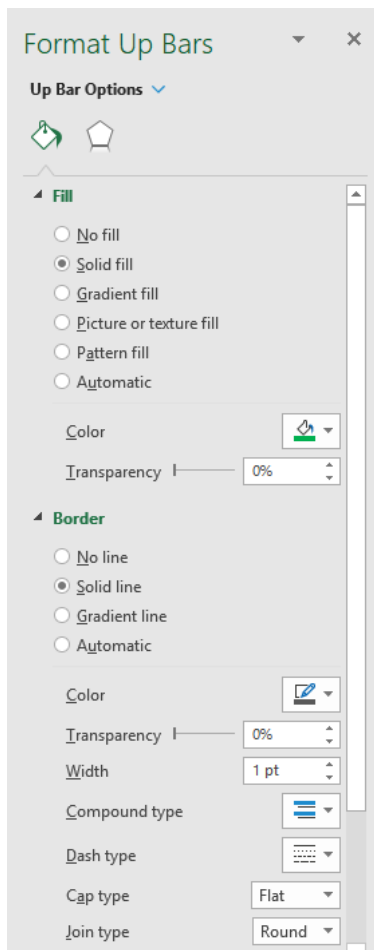 Format Up Bars
Up Bar Options
Fill
No fill
Solid fill
Gradient fill
Picture or texture fill
Pattern fill
Automatic
Color
Transparency 0%
Border
No line
Solid line
Gradient line
Automatic
Color
Transparency 0%
Width 1 pt
Compound type
Dash type
Cap type Flat
Join type Round